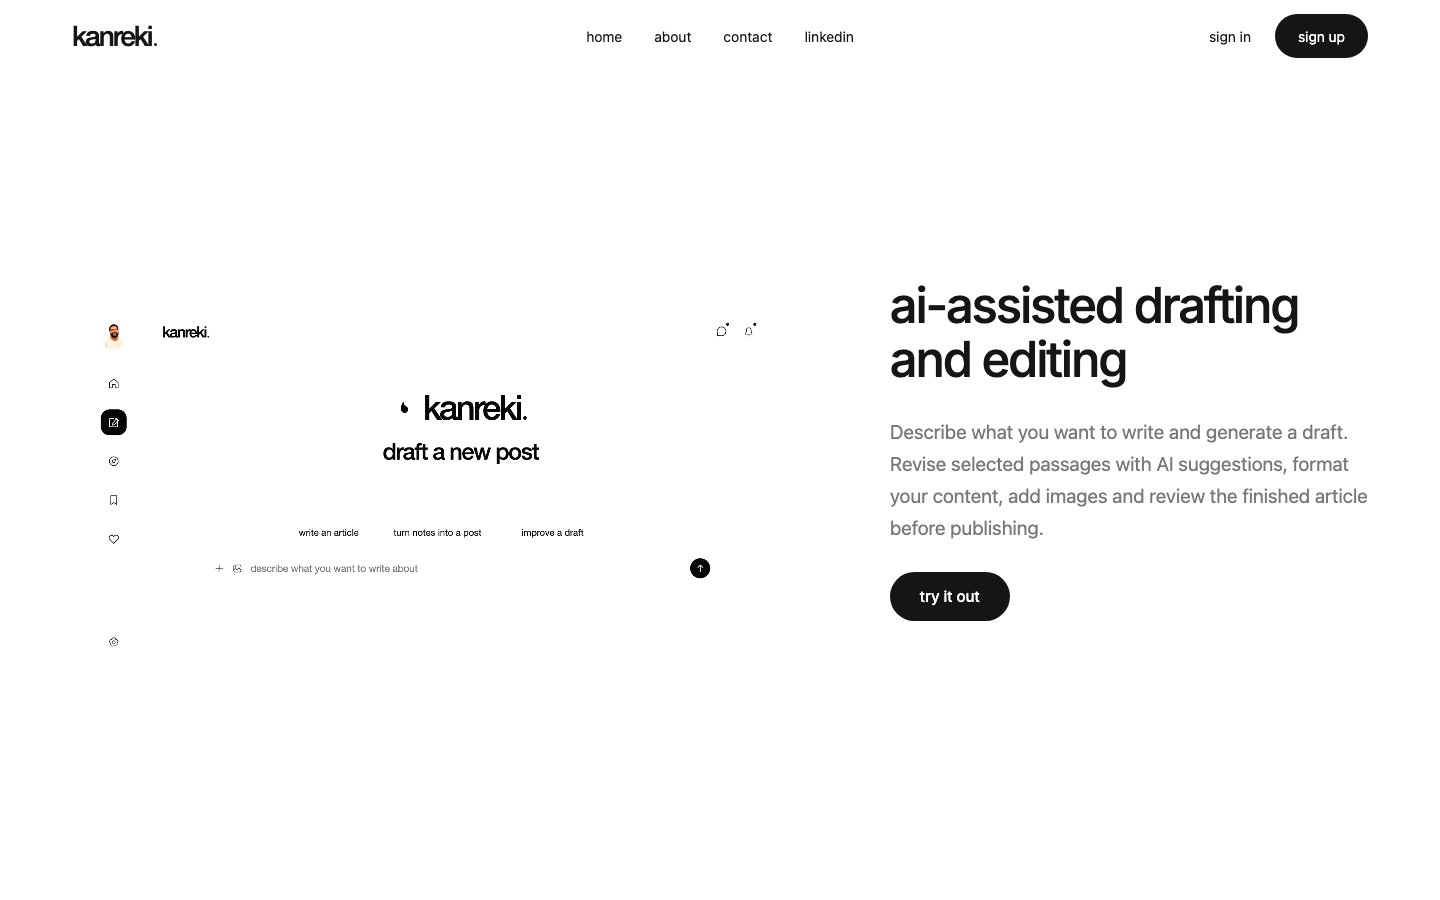 kanreki.
home about contact linkedin
sign in sign up
kanreki.
kanreki.
draft a new post
write an article turn notes into a post improve a draft
describe what you want to write about
ai-assisted drafting
and editing
Describe what you want to write and generate a draft.
Revise selected passages with AI suggestions, format
your content, add images and review the finished article
before publishing.
try it out